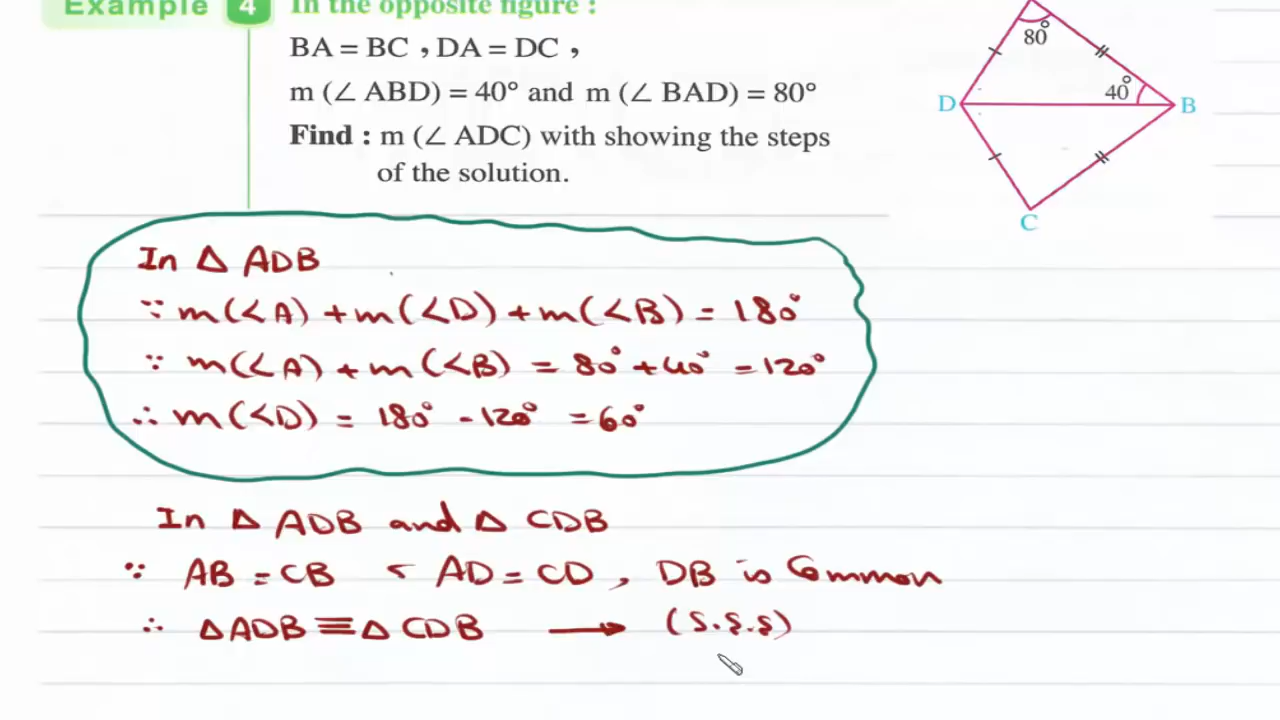 Example 4 In the opposite figure :
BA = BC , DA = DC ,
m (∠ ABD) = 40° and m (∠ BAD) = 80°
Find : m (∠ ADC) with showing the steps
of the solution.
80°
40°
D
B
C
In △ ADB
∵ m(∠A) + m(∠D) + m(∠B) = 180°
∵ m(∠A) + m(∠B) = 80° + 40° = 120°
∴ m(∠D) = 180° - 120° = 60°
In △ ADB and △ CDB
∵ AB = CB , AD = CD , DB is Common
∴ △ ADB ≡ △ CDB ⟶ (S.S.S)